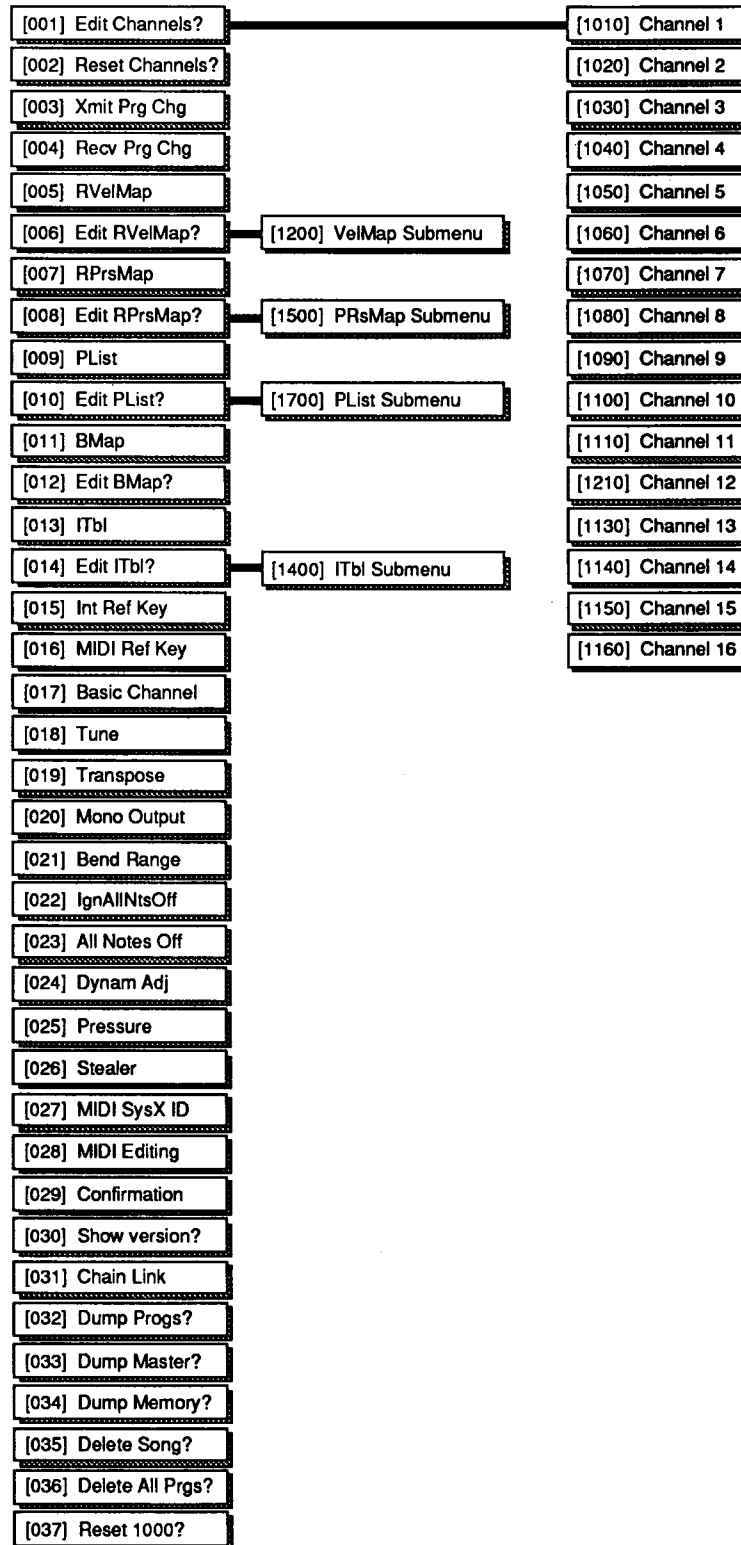 [001] Edit Channels?
[002] Reset Channels?
[003] Xmit Prg Chg
[004] Recv Prg Chg
[005] RVelMap
[006] Edit RVelMap?
[007] RPrsMap
[008] Edit RPrsMap?
[009] PList
[010] Edit PList?
[011] BMap
[012] Edit BMap?
[013] ITbl
[014] Edit ITbl?
[015] Int Ref Key
[016] MIDI Ref Key
[017] Basic Channel
[018] Tune
[019] Transpose
[020] Mono Output
[021] Bend Range
[022] IgnAllNtsOff
[023] All Notes Off
[024] Dynam Adj
[025] Pressure
[026] Stealer
[027] MIDI SysX ID
[028] MIDI Editing
[029] Confirmation
[030] Show version?
[031] Chain Link
[032] Dump Progs?
[033] Dump Master?
[034] Dump Memory?
[035] Delete Song?
[036] Delete All Prgs?
[037] Reset 1000?
[1200] VelMap Submenu
[1500] PRsMap Submenu
[1700] PList Submenu
[1400] ITbl Submenu
[1010] Channel 1
[1020] Channel 2
[1030] Channel 3
[1040] Channel 4
[1050] Channel 5
[1060] Channel 6
[1070] Channel 7
[1080] Channel 8
[1090] Channel 9
[1100] Channel 10
[1110] Channel 11
[1210] Channel 12
[1130] Channel 13
[1140] Channel 14
[1150] Channel 15
[1160] Channel 16